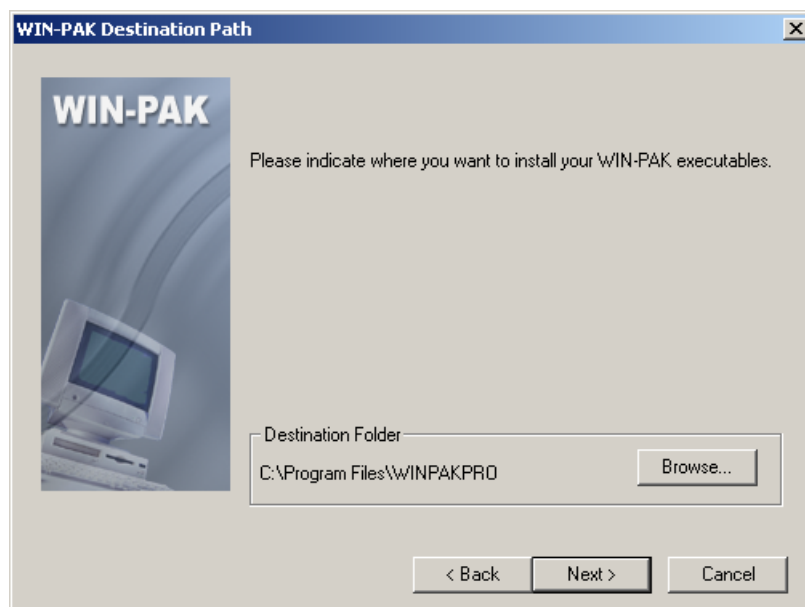 WIN-PAK Destination Path
WIN-PAK
Please indicate where you want to install your WIN-PAK executables.
Destination Folder
C:\Program Files\WINPAKPRO
Browse...
< Back
Next >
Cancel